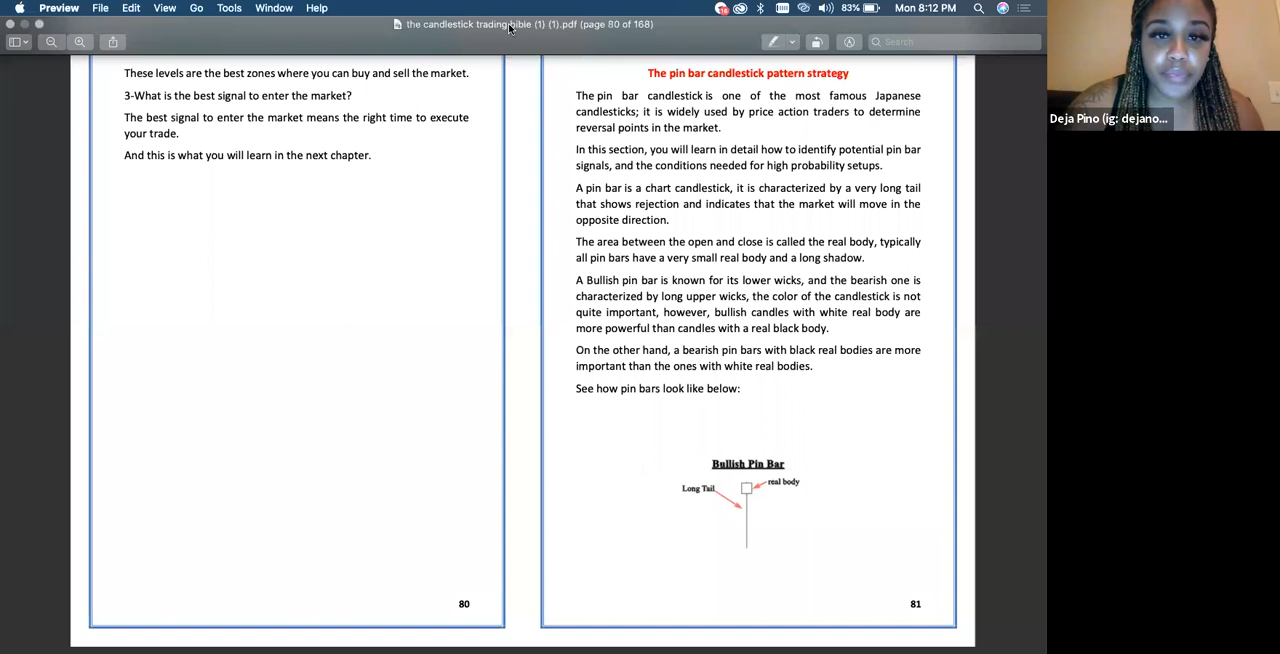 Preview File Edit View Go Tools Window Help
16
83% Mon 8:12 PM
the candlestick trading bible (1) (1).pdf (page 80 of 168)
Search
These levels are the best zones where you can buy and sell the market.
3-What is the best signal to enter the market?
The best signal to enter the market means the right time to execute
your trade.
And this is what you will learn in the next chapter.
80
The pin bar candlestick pattern strategy
The pin bar candlestick is one of the most famous Japanese
candlesticks; it is widely used by price action traders to determine
reversal points in the market.
In this section, you will learn in detail how to identify potential pin bar
signals, and the conditions needed for high probability setups.
A pin bar is a chart candlestick, it is characterized by a very long tail
that shows rejection and indicates that the market will move in the
opposite direction.
The area between the open and close is called the real body, typically
all pin bars have a very small real body and a long shadow.
A Bullish pin bar is known for its lower wicks, and the bearish one is
characterized by long upper wicks, the color of the candlestick is not
quite important, however, bullish candles with white real body are
more powerful than candles with a real black body.
On the other hand, a bearish pin bars with black real bodies are more
important than the ones with white real bodies.
See how pin bars look like below:
Bullish Pin Bar
Long Tail
real body
81
Deja Pino (ig: dejano...